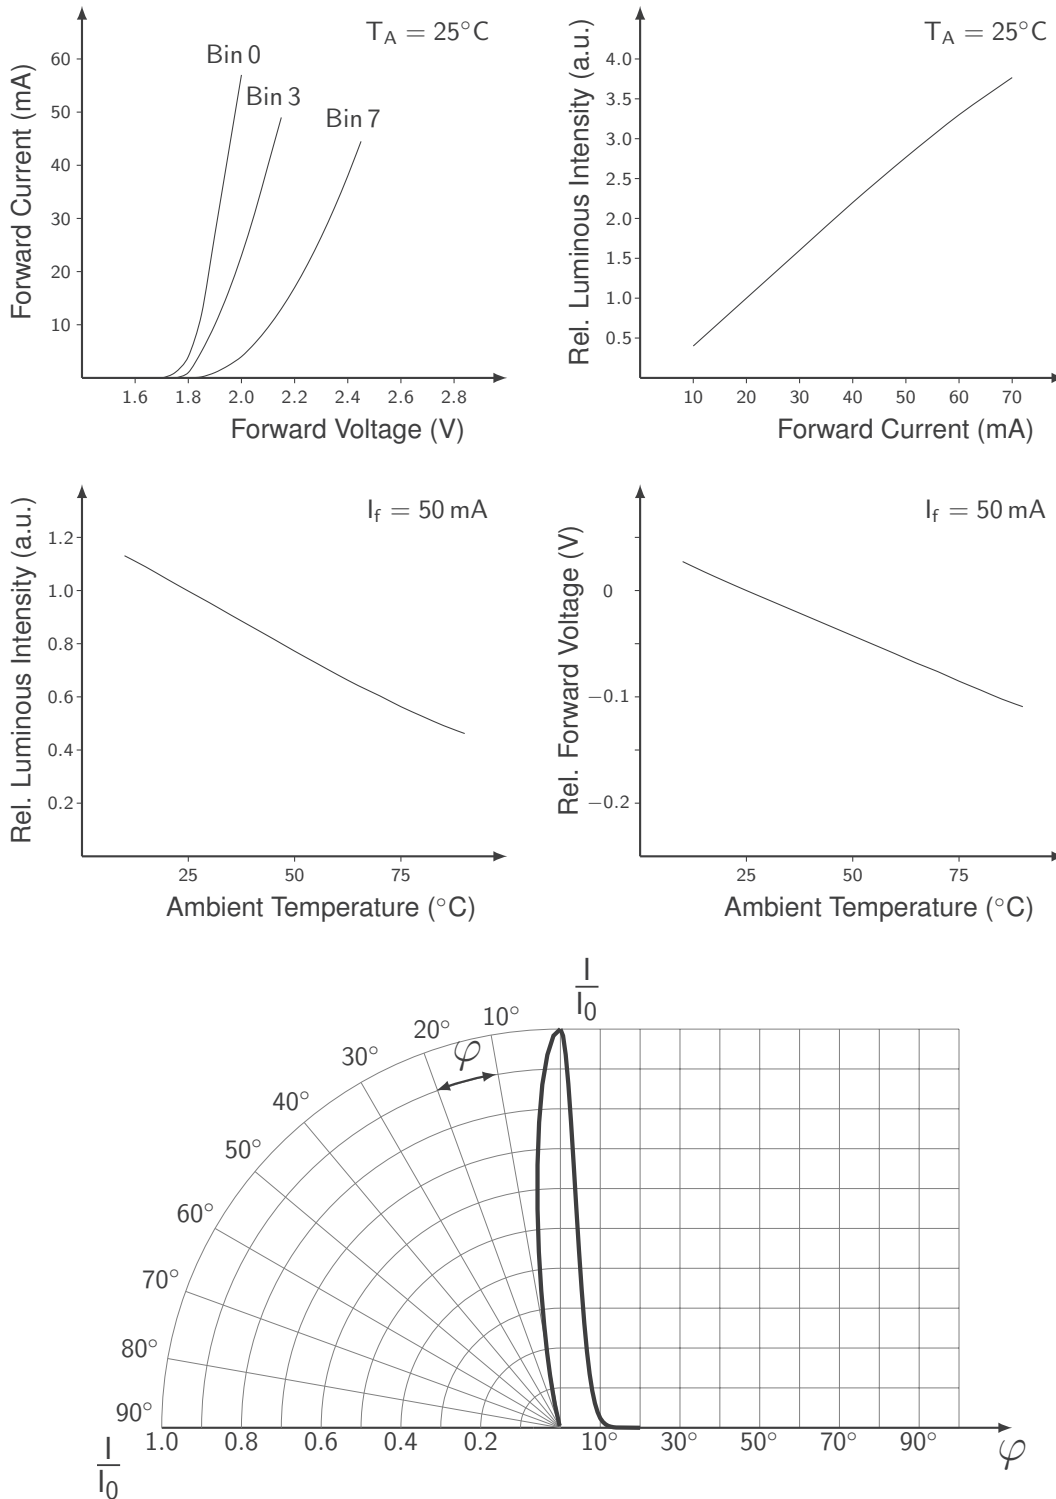 T_A = 25°C
Forward Current (mA)
60
50
40
30
20
10
Bin 0
Bin 3
Bin 7
1.6 1.8 2.0 2.2 2.4 2.6 2.8
Forward Voltage (V)
T_A = 25°C
Rel. Luminous Intensity (a.u.)
4.0
3.5
3.0
2.5
2.0
1.5
1.0
0.5
10 20 30 40 50 60 70
Forward Current (mA)
I_f = 50 mA
Rel. Luminous Intensity (a.u.)
1.2
1.0
0.8
0.6
0.4
0.2
25 50 75
Ambient Temperature (°C)
I_f = 50 mA
Rel. Forward Voltage (V)
0
−0.1
−0.2
25 50 75
Ambient Temperature (°C)
I
I_0
10°
20°
φ
30°
40°
50°
60°
70°
80°
90°
1.0 0.8 0.6 0.4 0.2 10° 30° 50° 70° 90° φ
I
I_0